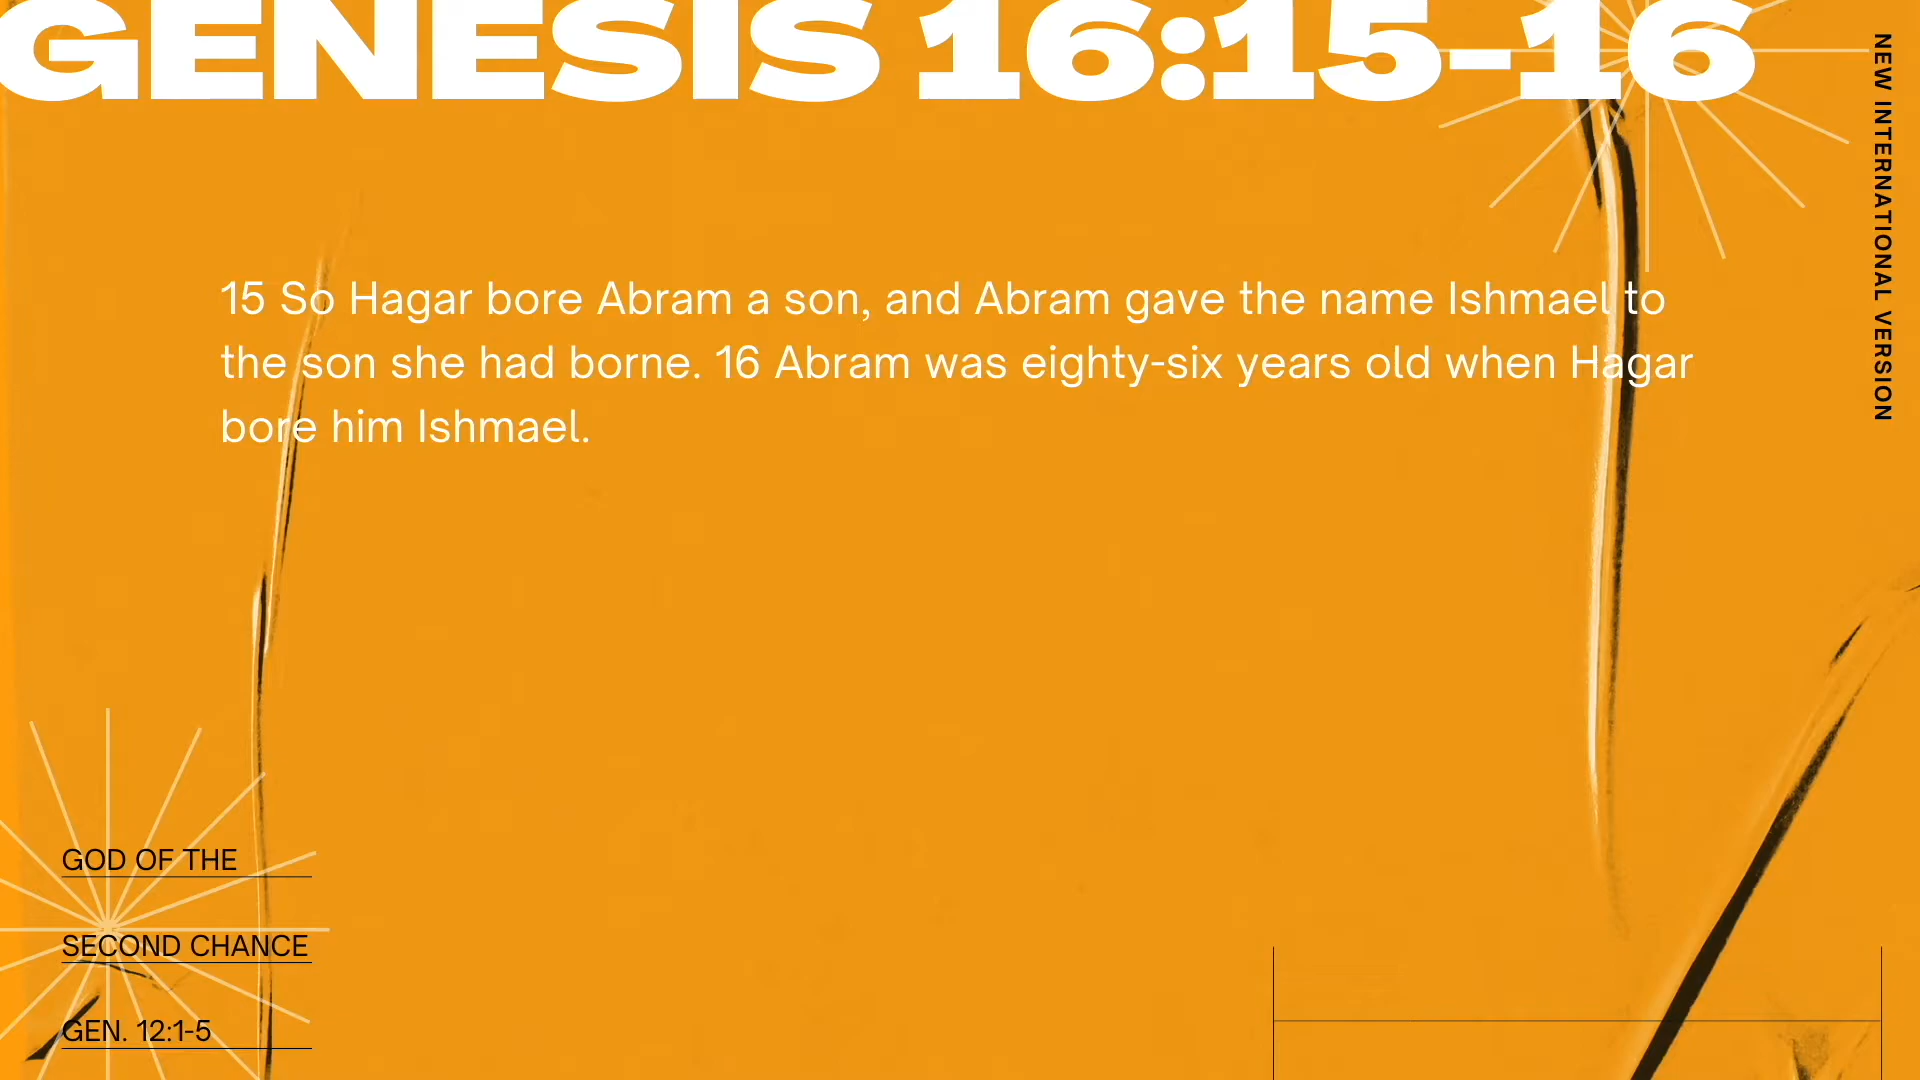 GENESIS 16:15-16
NEW INTERNATIONAL VERSION
15 So Hagar bore Abram a son, and Abram gave the name Ishmael to
the son she had borne. 16 Abram was eighty-six years old when Hagar
bore him Ishmael.
GOD OF THE
SECOND CHANCE
GEN. 12:1-5